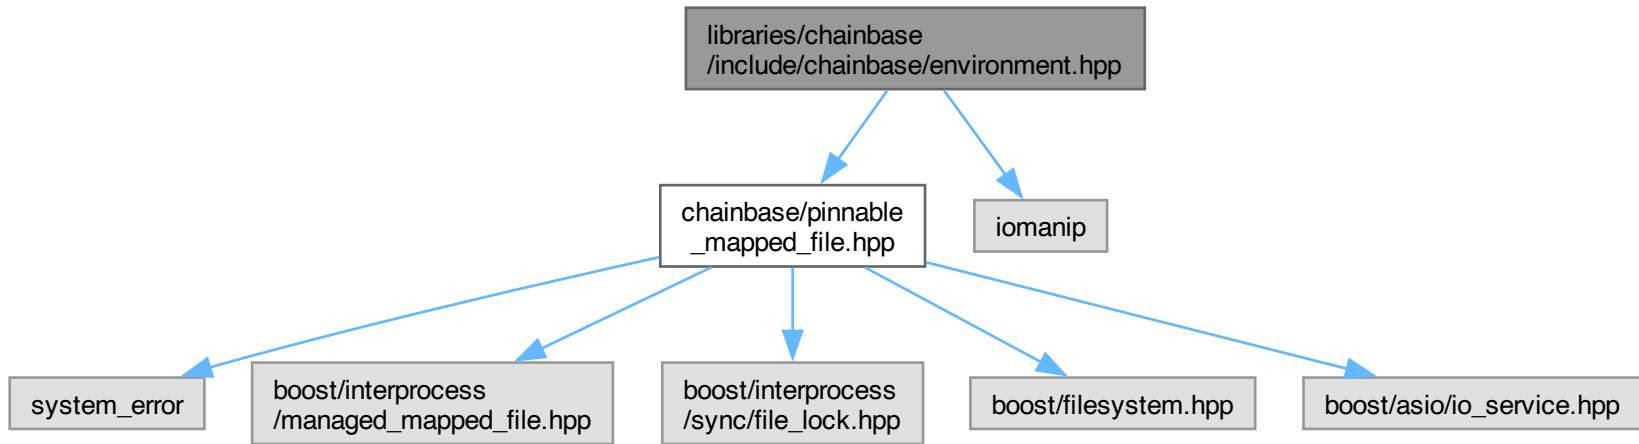 libraries/chainbase
/include/chainbase/environment.hpp
chainbase/pinnable
_mapped_file.hpp
iomanip
system_error
boost/interprocess
/managed_mapped_file.hpp
boost/interprocess
/sync/file_lock.hpp
boost/filesystem.hpp
boost/asio/io_service.hpp